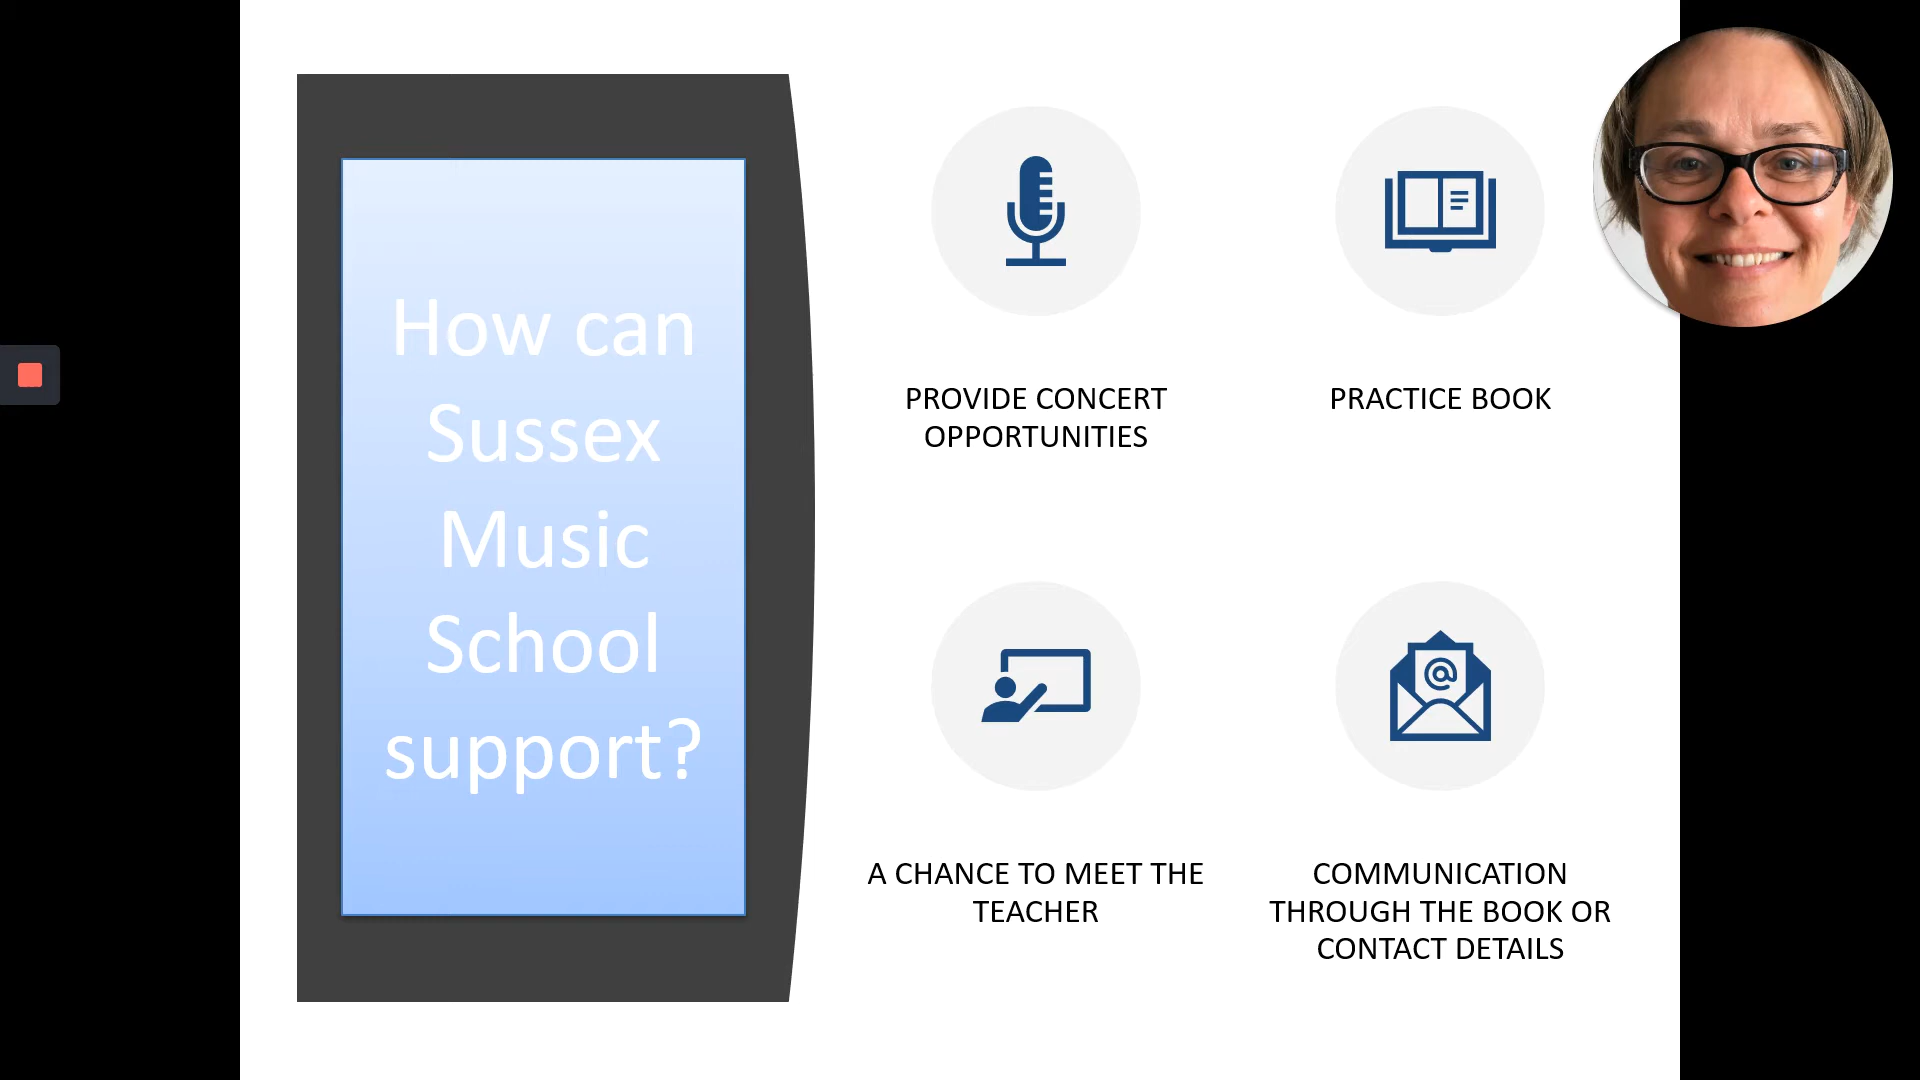 How can
Sussex
Music
School
support?
PROVIDE CONCERT
OPPORTUNITIES
PRACTICE BOOK
A CHANCE TO MEET THE
TEACHER
COMMUNICATION
THROUGH THE BOOK OR
CONTACT DETAILS